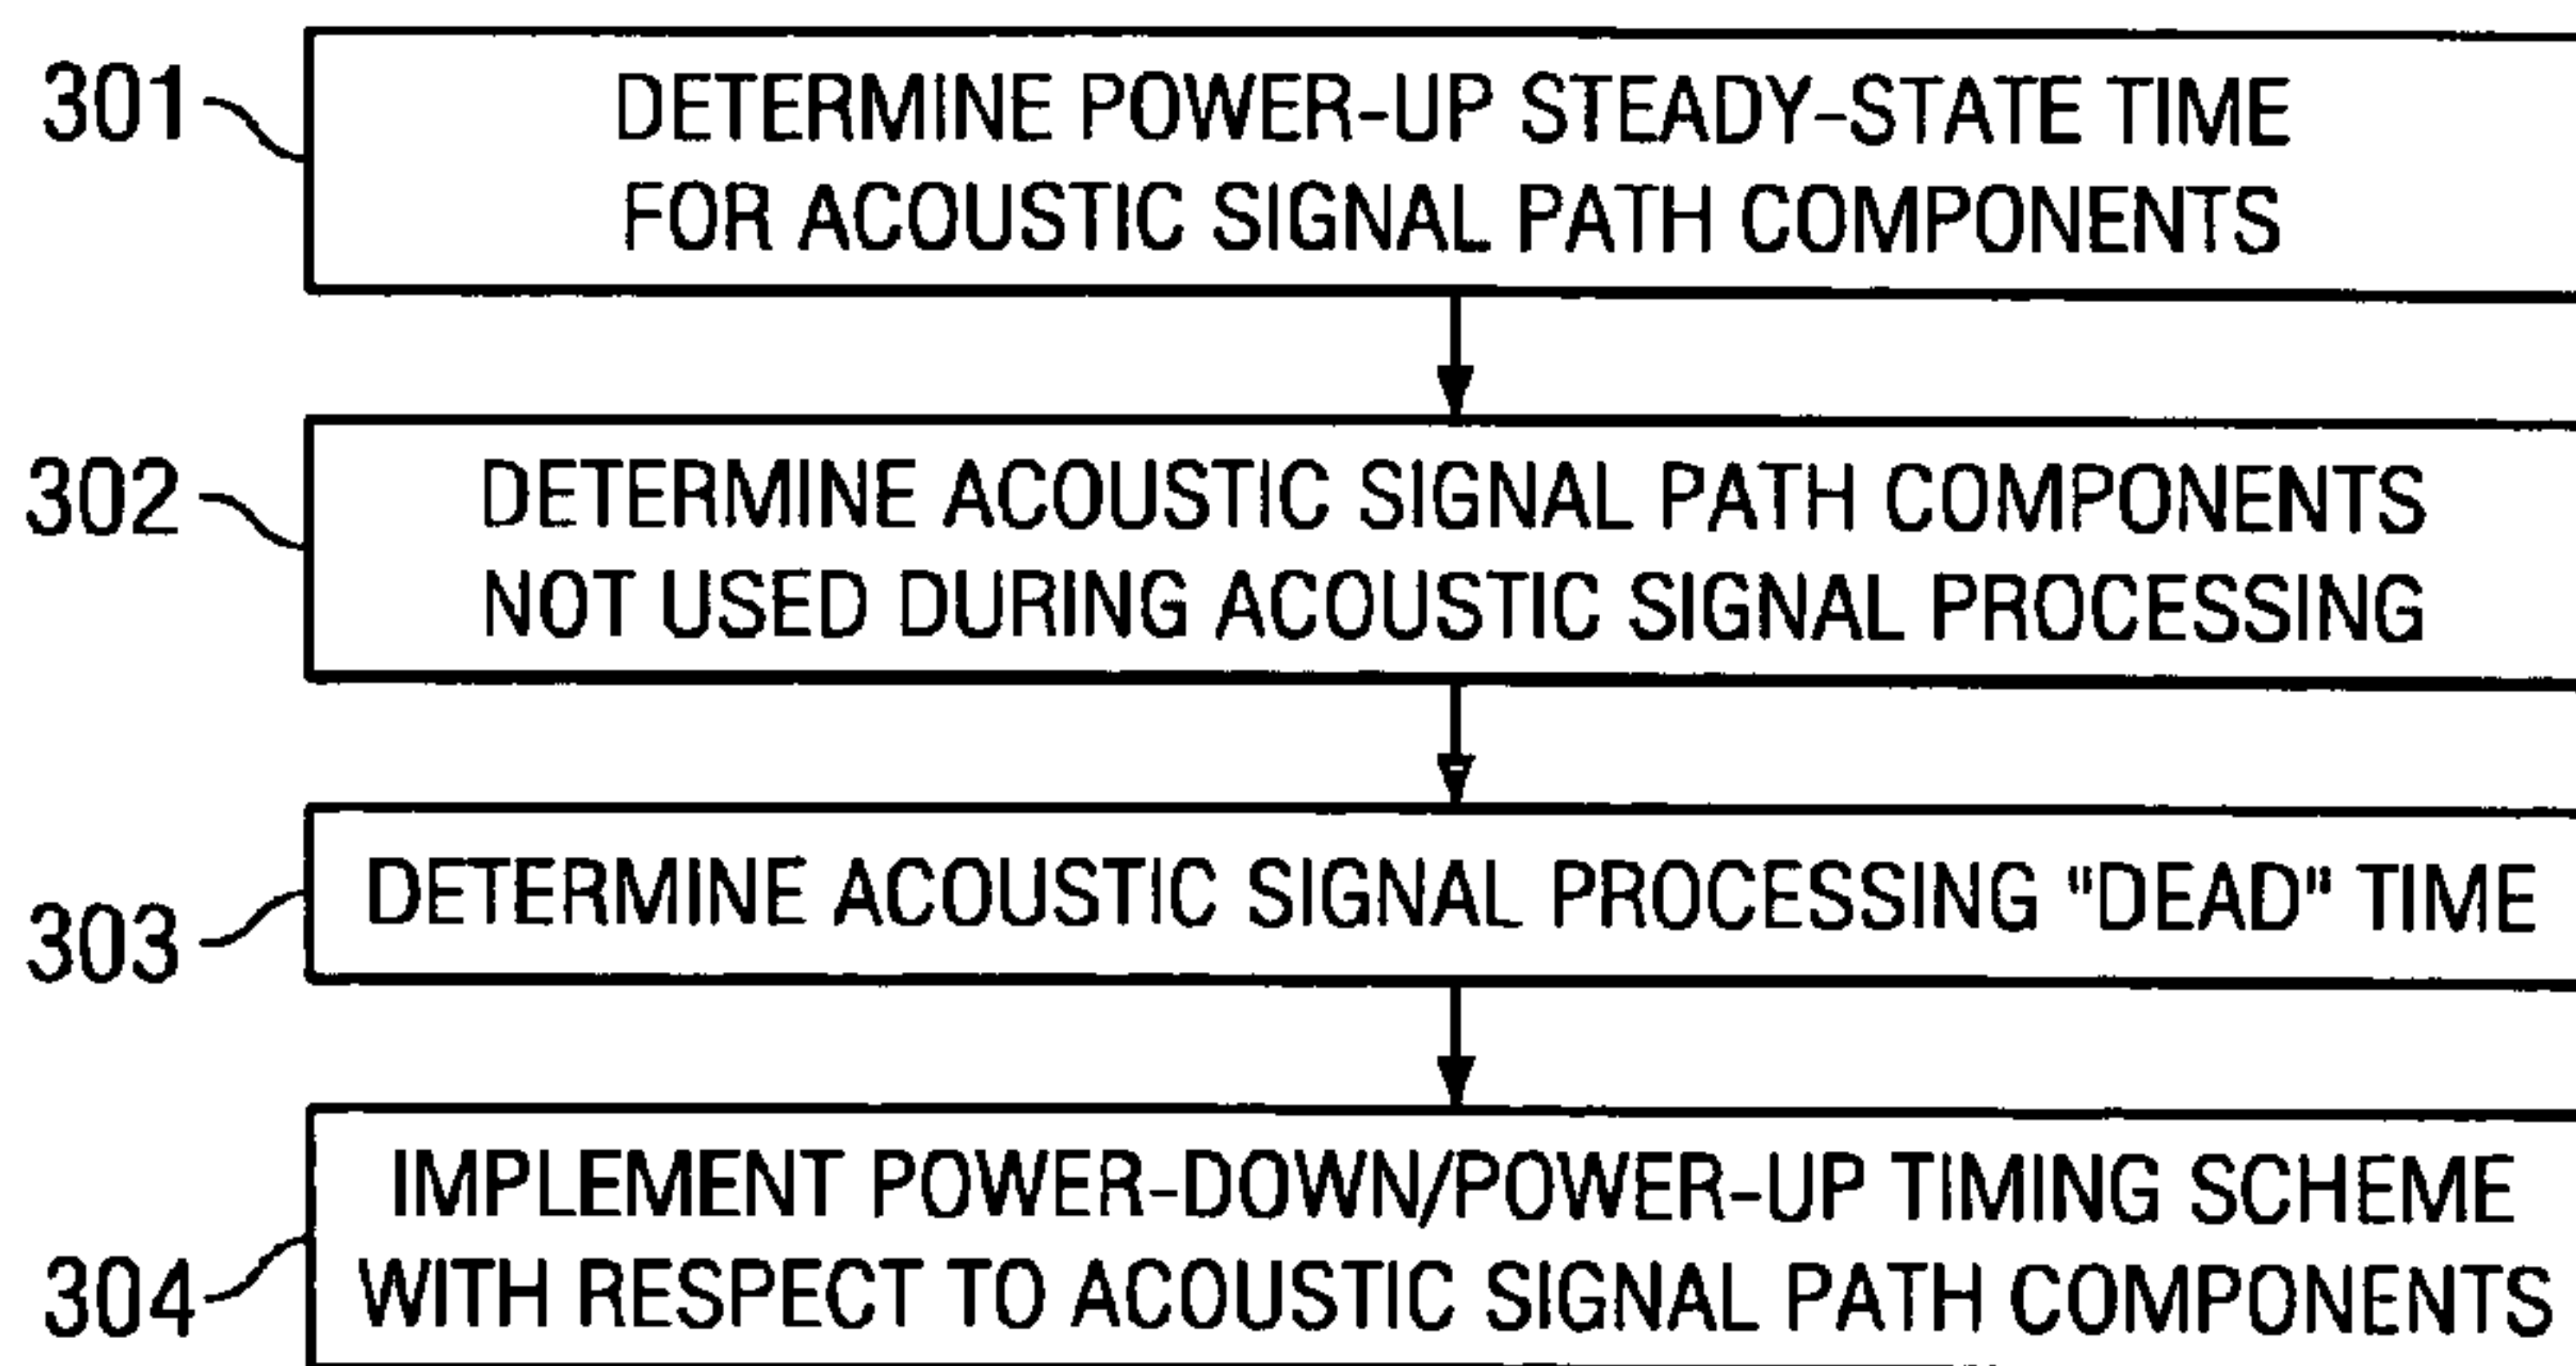 301
DETERMINE POWER-UP STEADY-STATE TIME
FOR ACOUSTIC SIGNAL PATH COMPONENTS
302
DETERMINE ACOUSTIC SIGNAL PATH COMPONENTS
NOT USED DURING ACOUSTIC SIGNAL PROCESSING
303
DETERMINE ACOUSTIC SIGNAL PROCESSING "DEAD" TIME
304
IMPLEMENT POWER-DOWN/POWER-UP TIMING SCHEME
WITH RESPECT TO ACOUSTIC SIGNAL PATH COMPONENTS